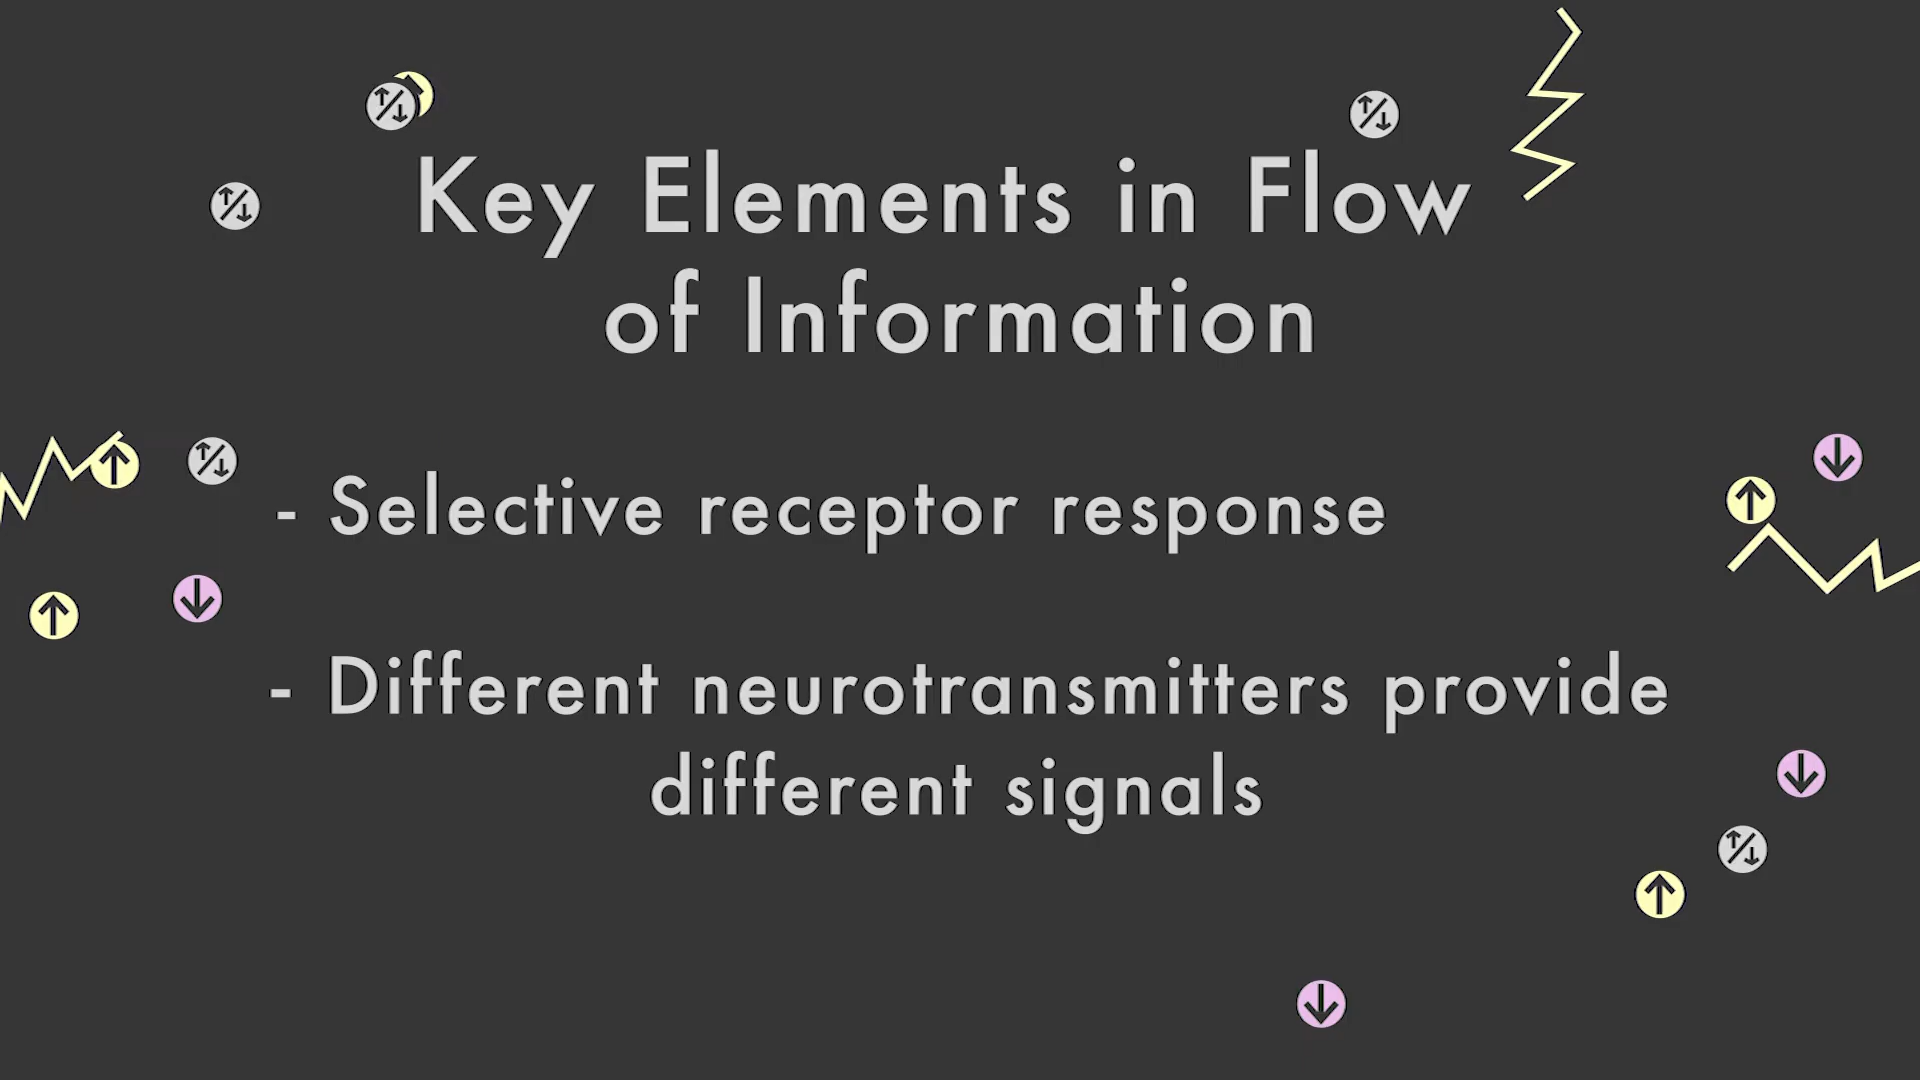 Key Elements in Flow
of Information
- Selective receptor response
- Different neurotransmitters provide
different signals